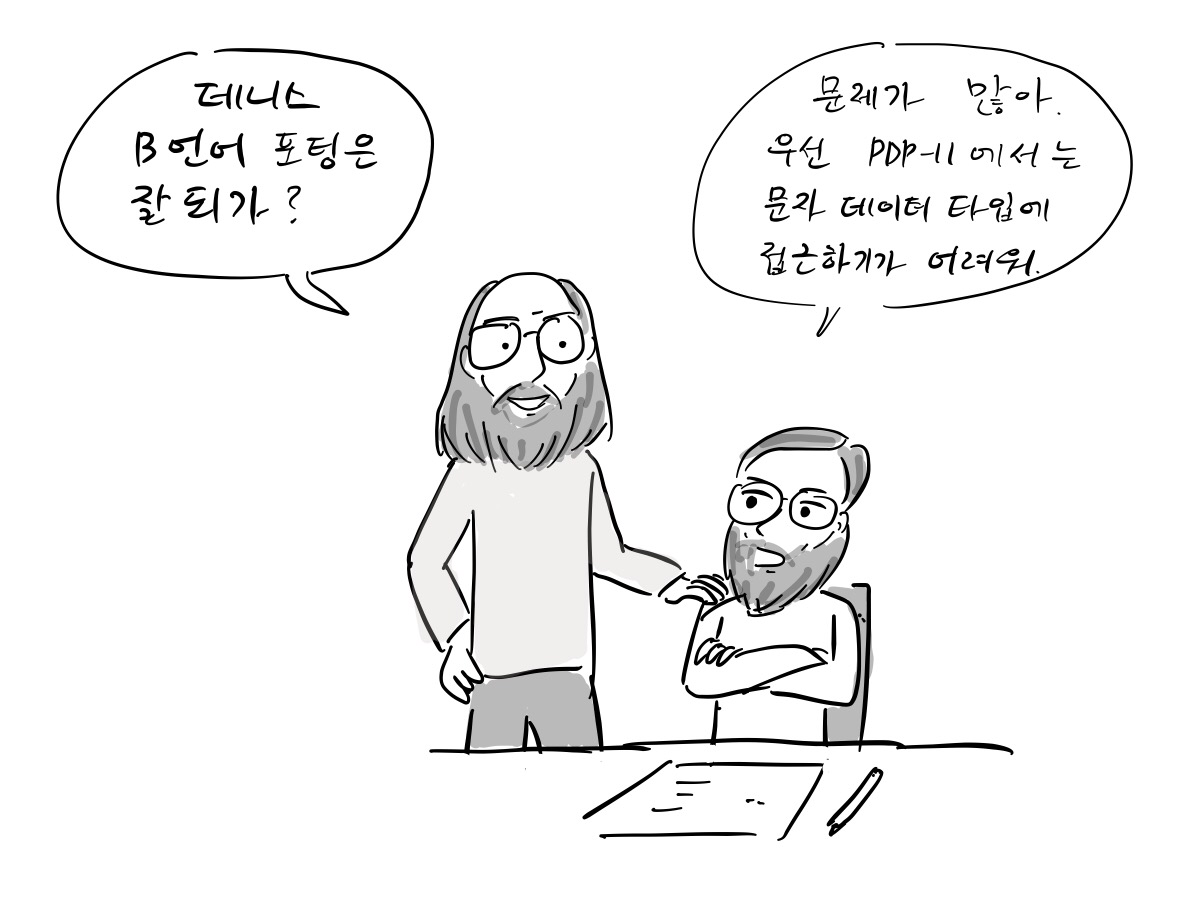 데니스
B 언어 포팅은
잘 되가?
문제가 많아.
우선 PDP-11 에서는
문자 데이터 타입에
접근하기가 어려워.